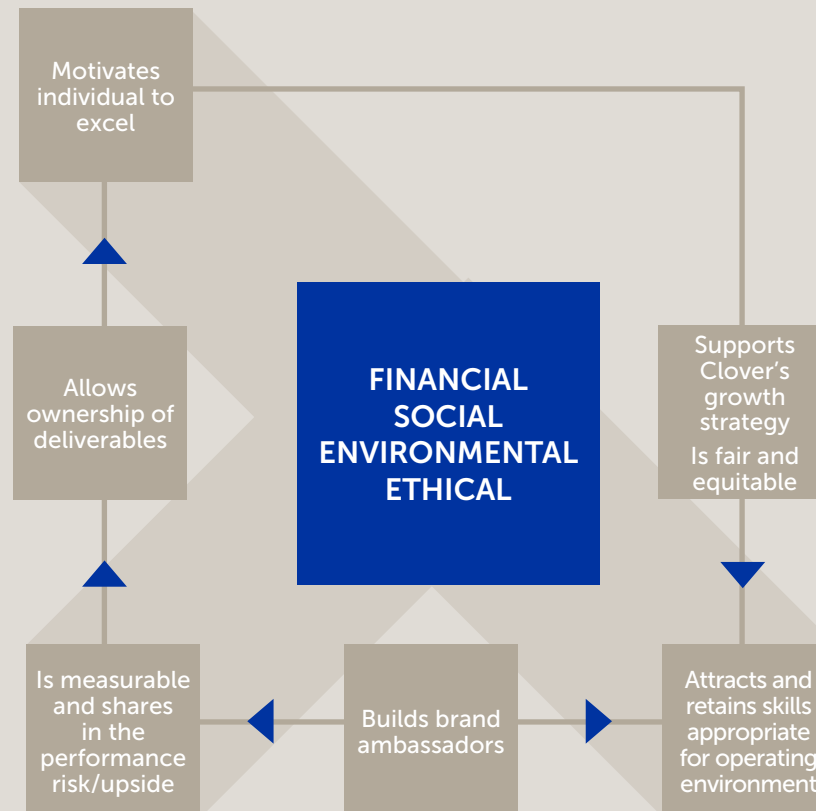 Motivates
individual to
excel
FINANCIAL
SOCIAL
ENVIRONMENTAL
ETHICAL
Supports
Clover’s
growth
strategy
Is fair and
equitable
Allows
ownership of
deliverables
Is measurable
and shares
in the
performance
risk/upside
Builds brand
ambassadors
Attracts and
retains skills
appropriate
for operating
environment